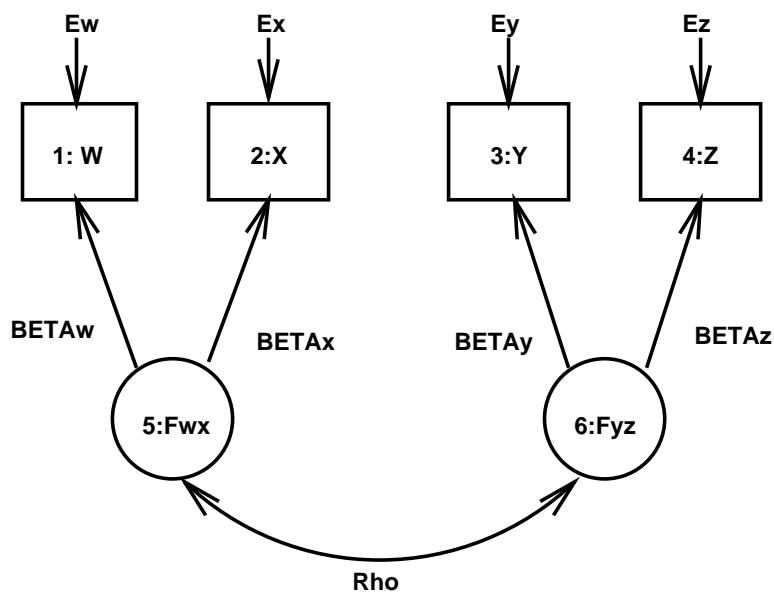 Ew Ex Ey Ez
1: W 2:X 3:Y 4:Z
BETAw BETAx BETAy BETAz
5:Fwx 6:Fyz
Rho